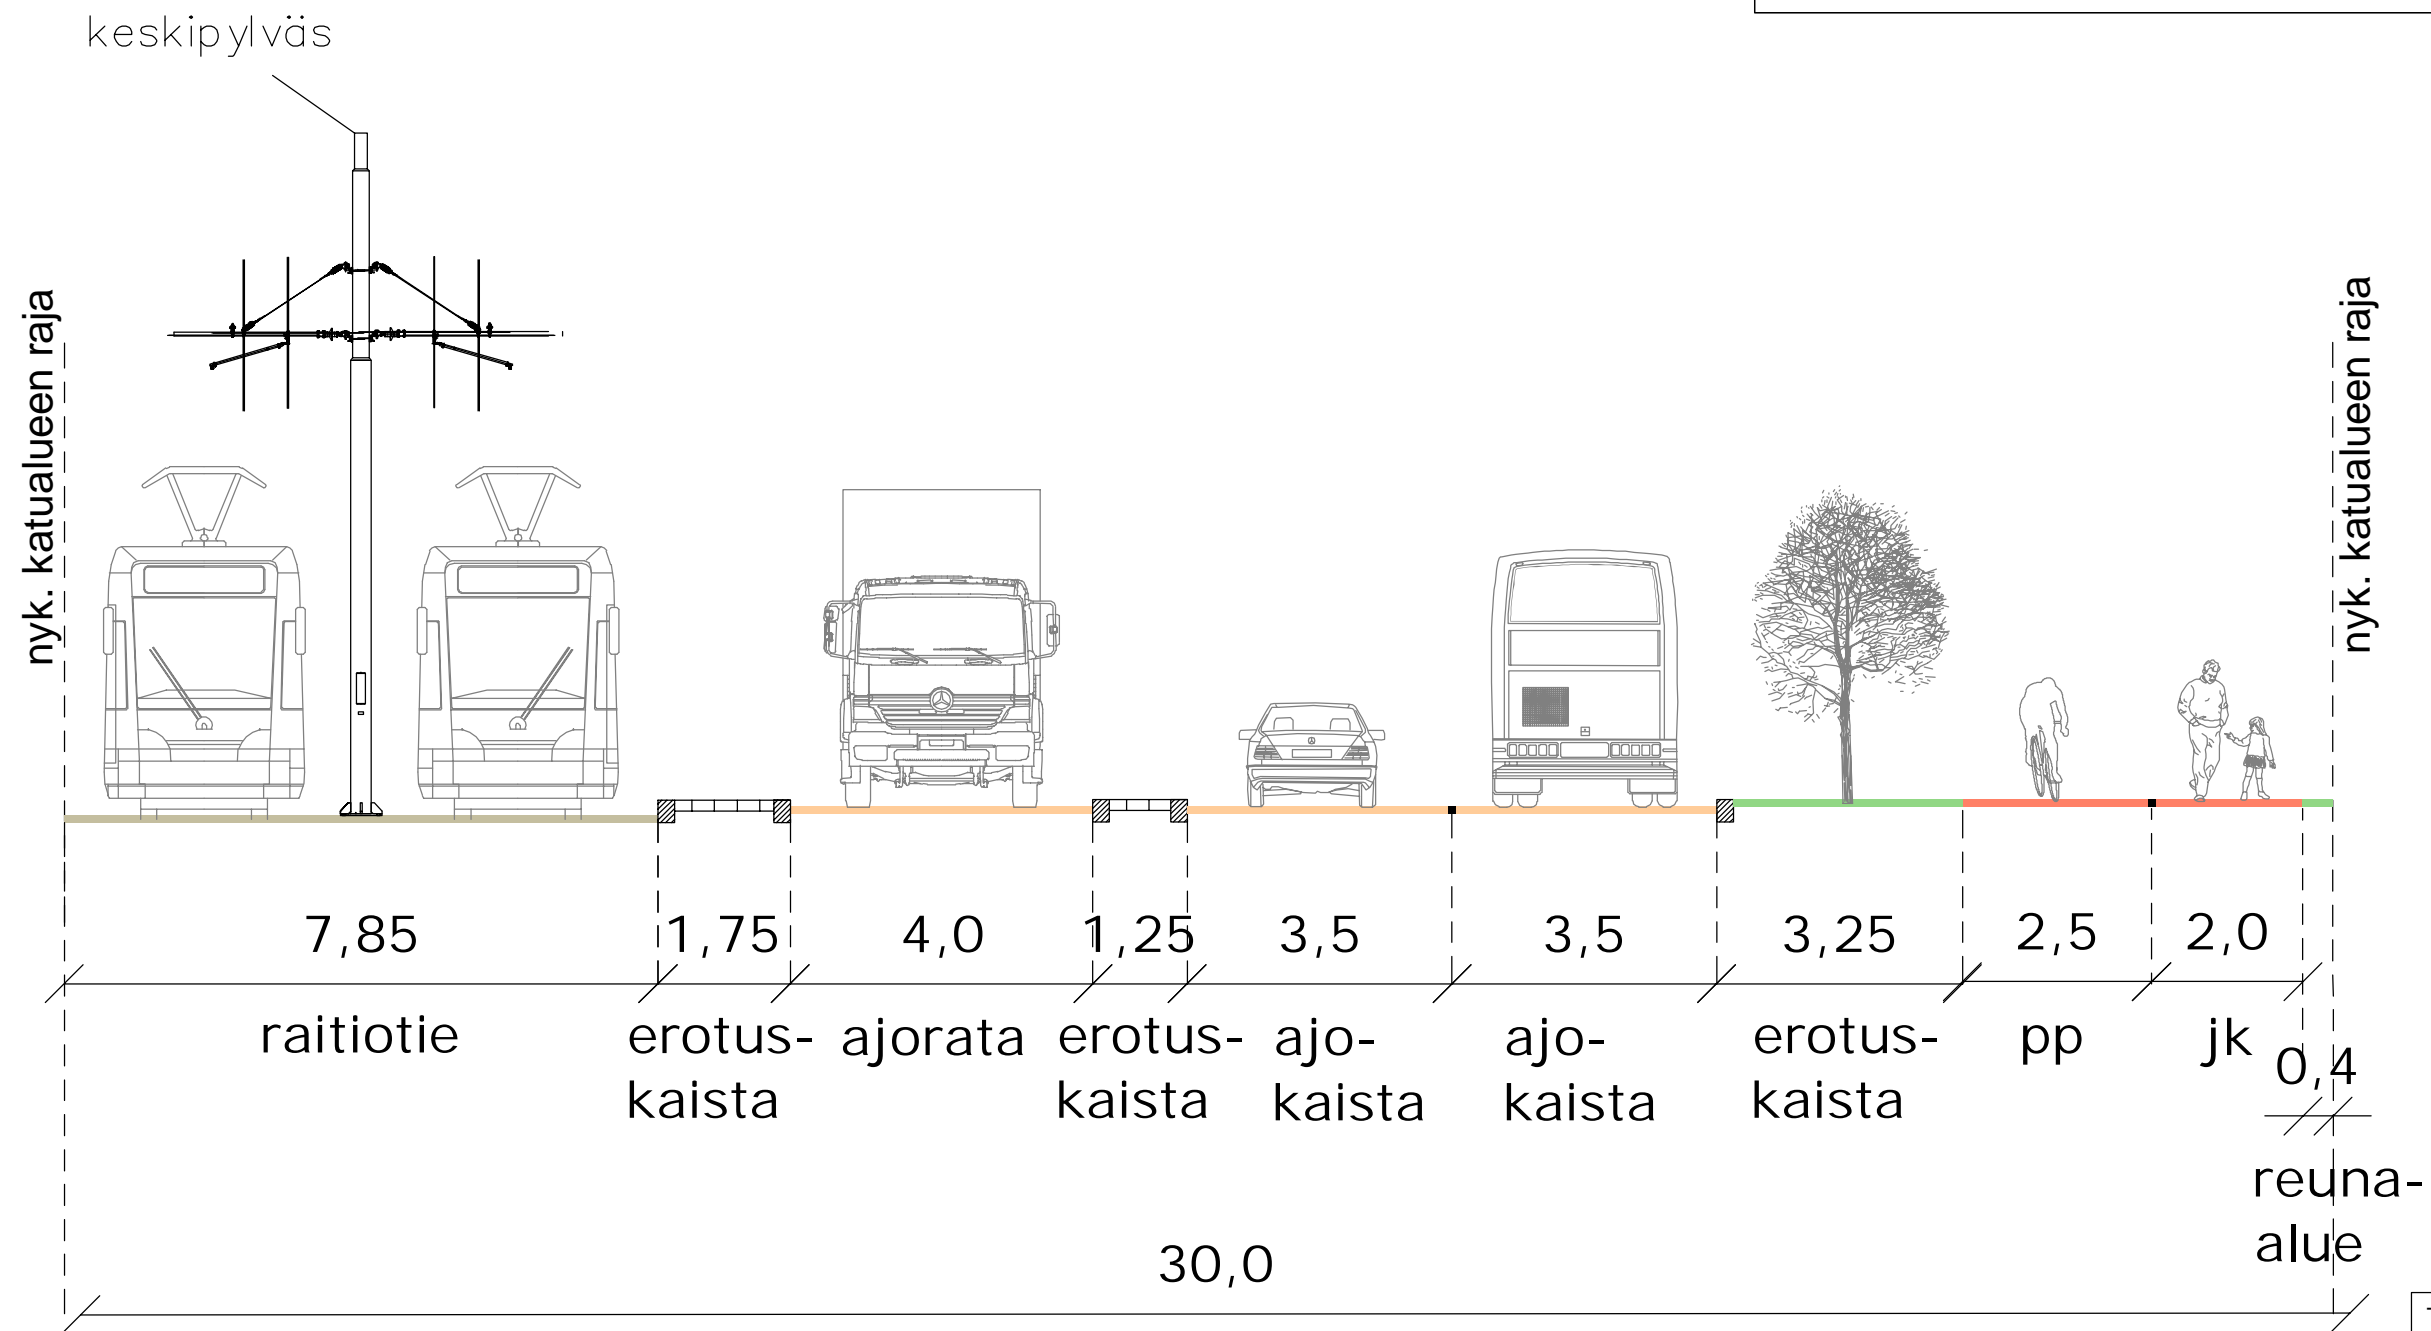 keskipylväs
nyk. katualueen raja
nyk. katualueen raja
7,85
1,75
4,0
1,25
3,5
3,5
3,25
2,5
2,0
raitiotie
erotus-
kaista
ajorata
erotus-
kaista
ajo-
kaista
ajo-
kaista
erotus-
kaista
pp
jk
0,4
reuna-
alue
30,0